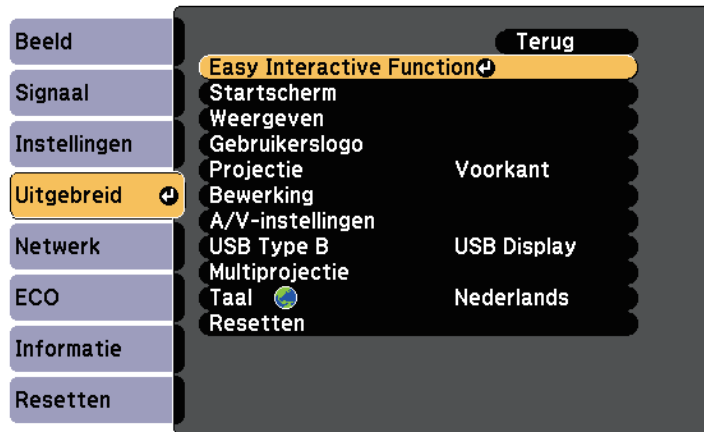 Beeld
Signaal
Instellingen
Uitgebreid
Netwerk
ECO
Informatie
Resetten
Terug
Easy Interactive Function
Startscherm
Weergeven
Gebruikerslogo
Projectie Voorkant
Bewerking
A/V-instellingen
USB Type B USB Display
Multiprojectie
Taal Nederlands
Resetten